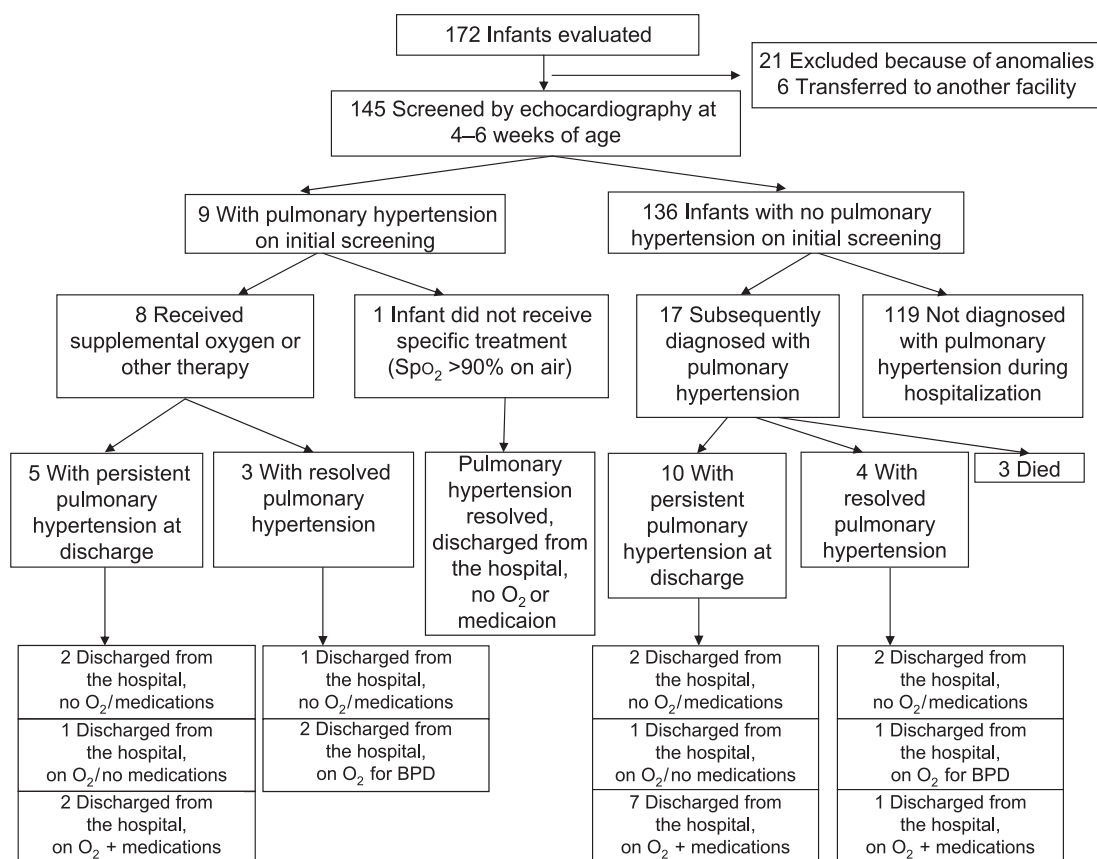 172 Infants evaluated
21 Excluded because of anomalies
6 Transferred to another facility
145 Screened by echocardiography at
4–6 weeks of age
9 With pulmonary hypertension
on initial screening
136 Infants with no pulmonary
hypertension on initial screening
8 Received
supplemental oxygen or
other therapy
1 Infant did not receive
specific treatment
(SpO₂ >90% on air)
17 Subsequently
diagnosed with
pulmonary
hypertension
119 Not diagnosed
with pulmonary
hypertension during
hospitalization
5 With persistent
pulmonary
hypertension at
discharge
3 With resolved
pulmonary
hypertension
Pulmonary
hypertension
resolved,
discharged from
the hospital,
no O₂ or
medicaion
10 With
persistent
pulmonary
hypertension at
discharge
4 With
resolved
pulmonary
hypertension
3 Died
2 Discharged from
the hospital,
no O₂/medications
1 Discharged from
the hospital,
on O₂/no medications
2 Discharged from
the hospital,
on O₂ + medications
1 Discharged from
the hospital,
no O₂/medications
2 Discharged from
the hospital,
on O₂ for BPD
2 Discharged from
the hospital,
no O₂/medications
1 Discharged from
the hospital,
on O₂/no medications
7 Discharged from
the hospital,
on O₂ + medications
2 Discharged from
the hospital,
no O₂/medications
1 Discharged from
the hospital,
on O₂ for BPD
1 Discharged from
the hospital,
on O₂ + medications